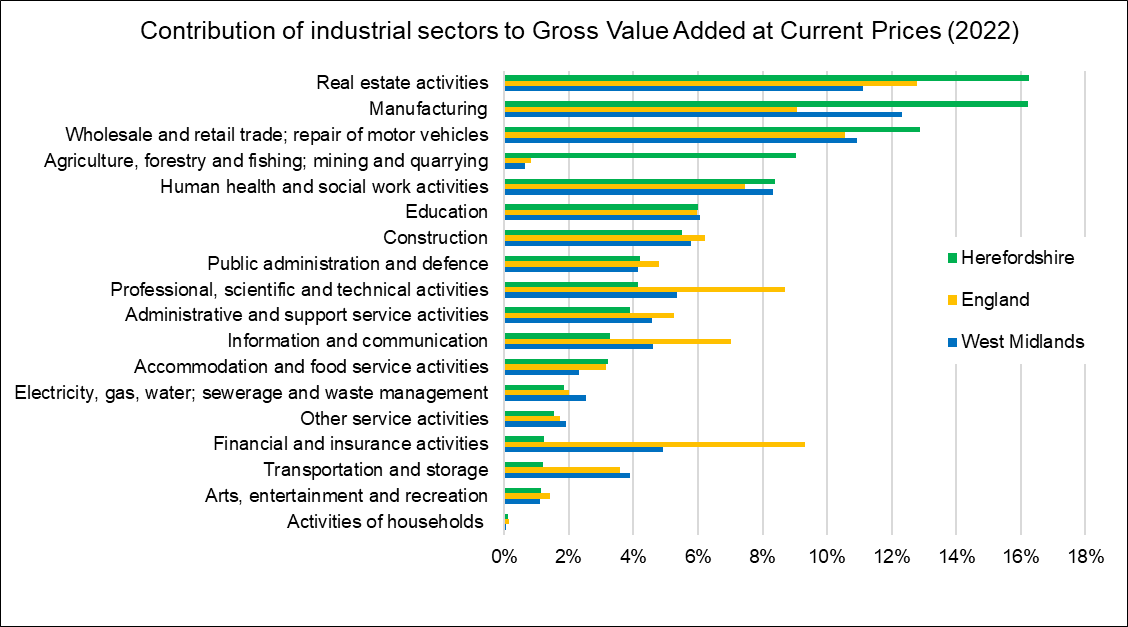 Contribution of industrial sectors to Gross Value Added at Current Prices (2022)
Real estate activities
Manufacturing
Wholesale and retail trade; repair of motor vehicles
Agriculture, forestry and fishing; mining and quarrying
Human health and social work activities
Education
Construction
Public administration and defence
Professional, scientific and technical activities
Administrative and support service activities
Information and communication
Accommodation and food service activities
Electricity, gas, water; sewerage and waste management
Other service activities
Financial and insurance activities
Transportation and storage
Arts, entertainment and recreation
Activities of households
Herefordshire
England
West Midlands
0% 2% 4% 6% 8% 10% 12% 14% 16% 18%